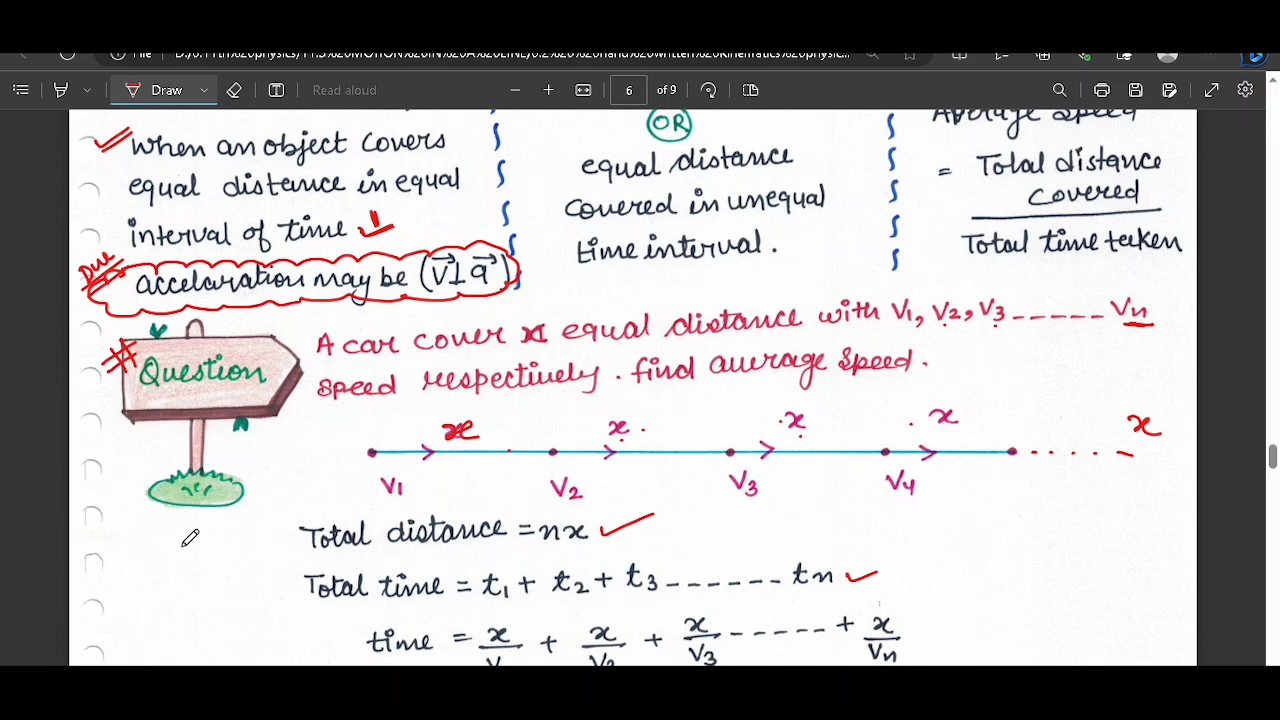 Draw
Read aloud
6 of 9
When an object covers
equal distance in equal
interval of time
Due
accelaration may be (v⃗⊥a⃗)
OR
equal distance
covered in unequal
time interval.
Average Speed
= Total distance
covered
Total time taken
Question
A car cover equal distance with V1, V2, V3 ------ Vn
speed respectively. find average speed.
x x x x x
V1 V2 V3 V4
Total distance = nx
Total time = t1 + t2 + t3 ------- tn
time = x/V + x/V2 + x/V3 ------ + x/Vn